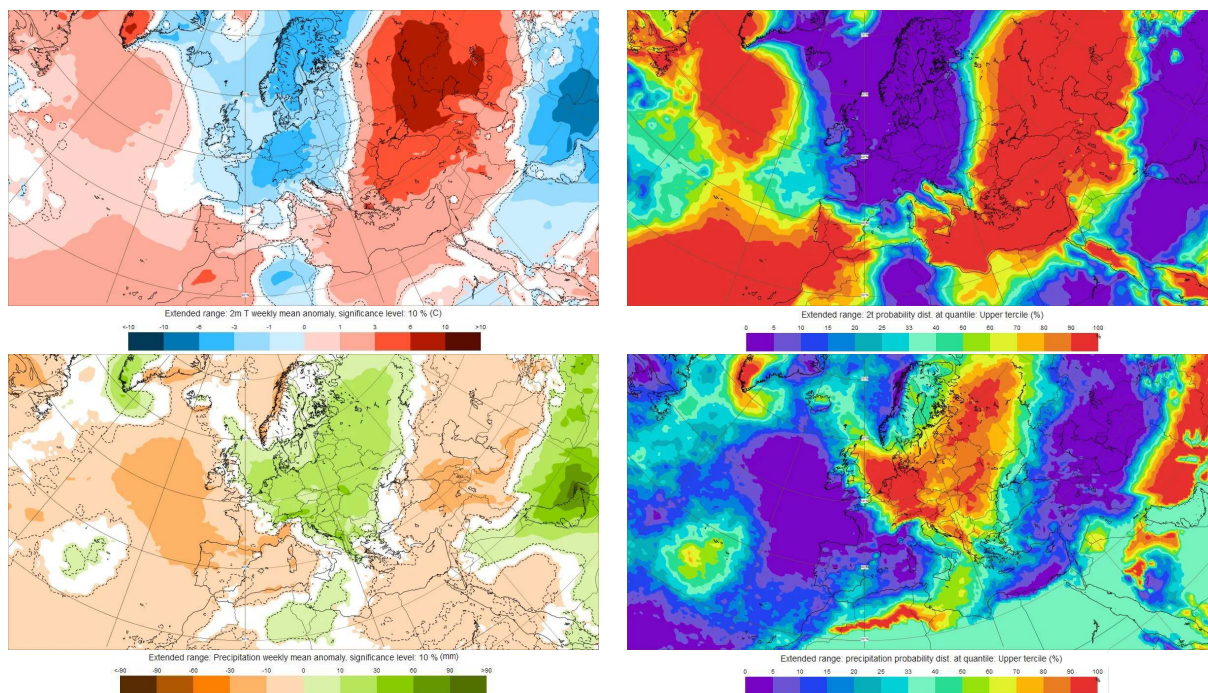 Extended range: 2m T weekly mean anomaly, significance level: 10 % (C)
<-10 -10 -6 -3 -1 0 1 3 6 10 >10
Extended range: 2t probability dist. at quantile: Upper tercile (%)
0 5 10 15 20 25 30 35 40 50 60 70 80 90 100
%
Extended range: Precipitation weekly mean anomaly, significance level: 10 % (mm)
<-90 -90 -60 -30 -10 0 10 30 60 90 >90
Extended range: precipitation probability dist. at quantile: Upper tercile (%)
0 5 10 15 20 25 30 35 40 50 60 70 80 90 100
%